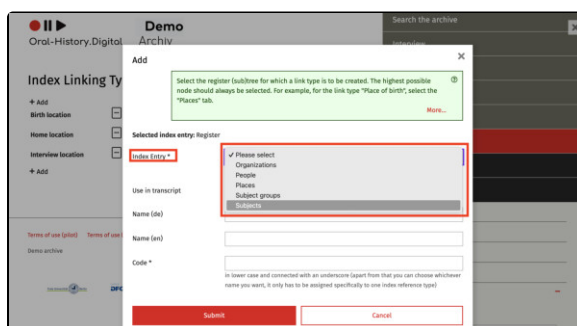 Search the archive
Demo
Oral-History.Digital Archiv
Interview
Add
Select the register (sub)tree for which a link type is to be created. The highest possible
node should always be selected. For example, for the link type "Place of birth", select the
"Places" tab.
More...
Index Linking Ty
+ Add
Birth location
Home location
Interview location
+ Add
Selected index entry: Register
Index Entry *
✓ Please select
Organizations
People
Places
Subject groups
Subjects
Use in transcript
Name (de)
Name (en)
Code *
in lower case and connected with an underscore (apart from that you can choose whichever
name you want, it only has to be assigned specifically to one index reference type)
Submit
Cancel
Terms of use (pilot) Terms of use
Demo archive
DFG